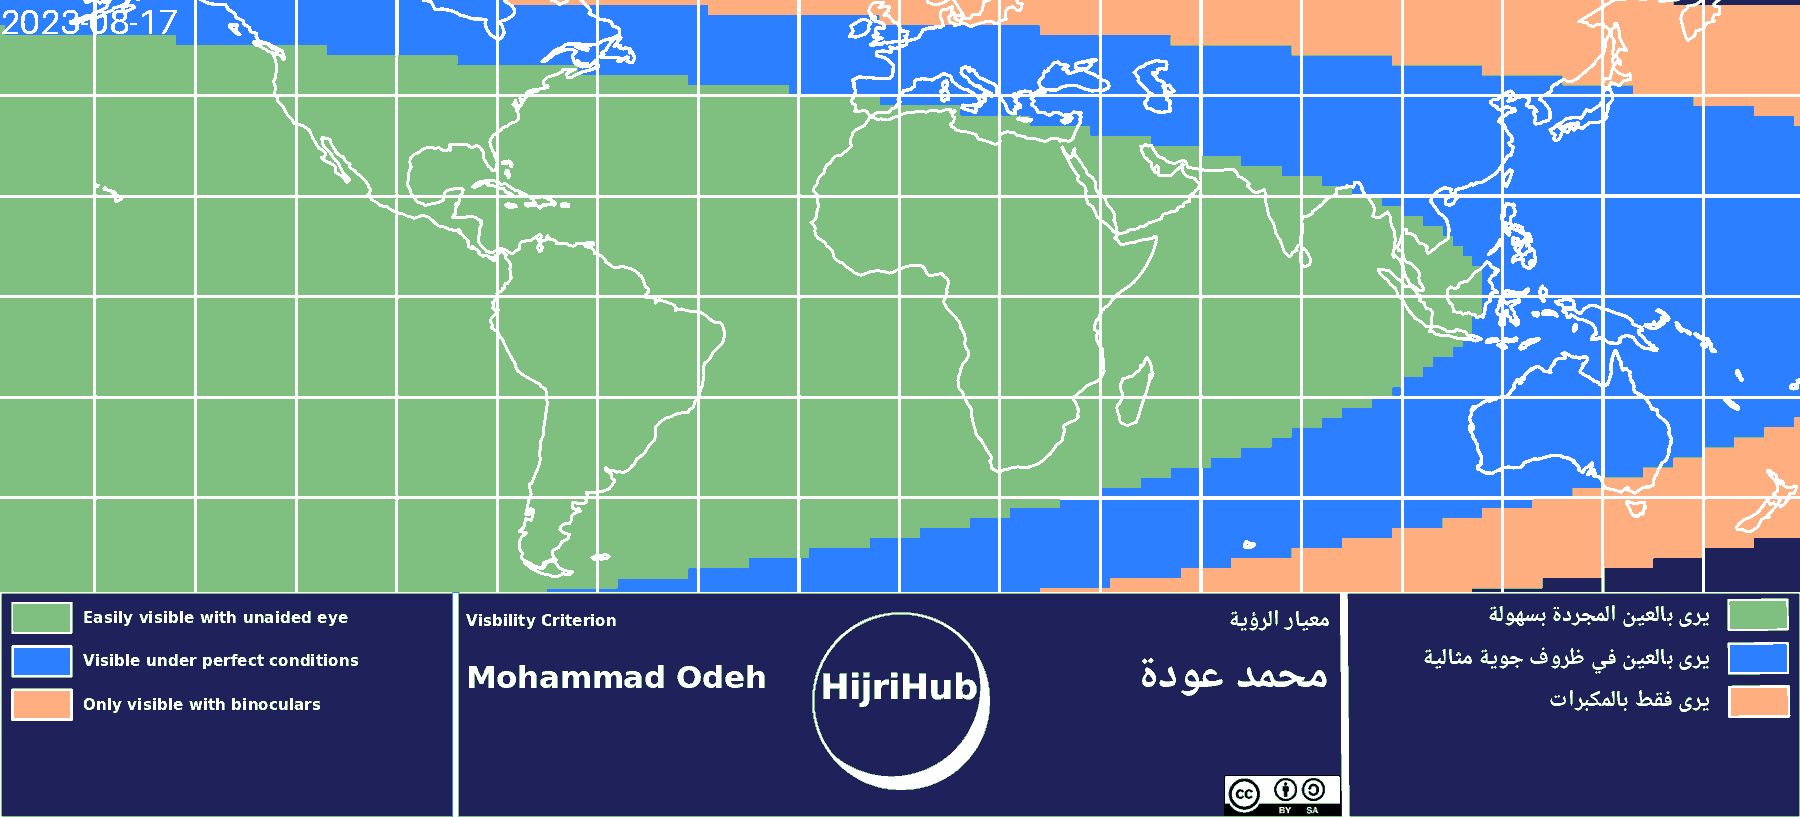 2023-08-17
Easily visible with unaided eye
Visible under perfect conditions
Only visible with binoculars
Visbility Criterion
Mohammad Odeh
HijriHub
معيار الرؤية
محمد عودة
cc
BY SA
يرى بالعين المجردة بسهولة
يرى بالعين في ظروف جوية مثالية
يرى فقط بالمكبرات